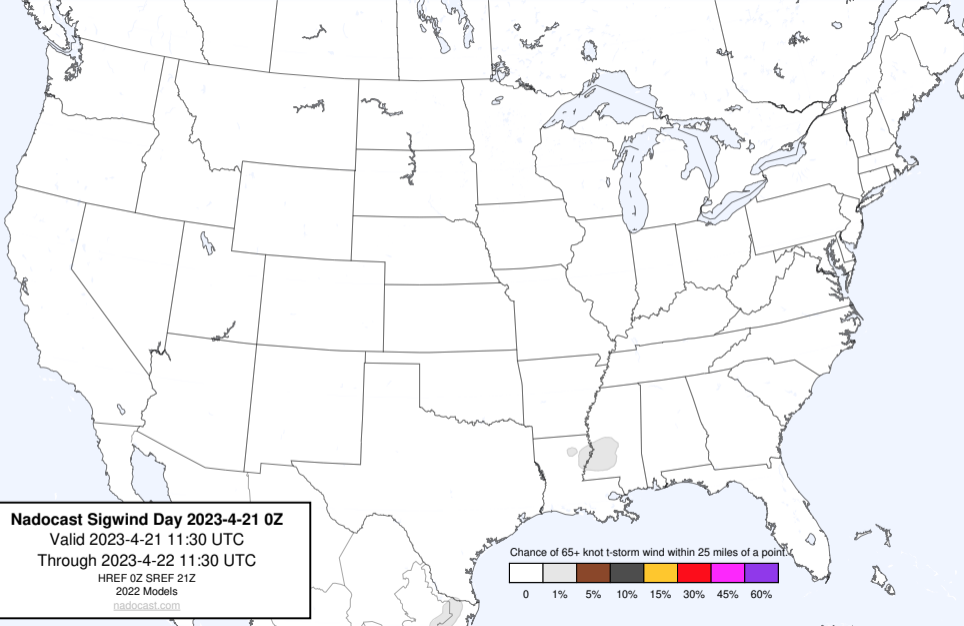 Nadocast Sigwind Day 2023-4-21 0Z
Valid 2023-4-21 11:30 UTC
Through 2023-4-22 11:30 UTC
HREF 0Z SREF 21Z
2022 Models
nadocast.com
Chance of 65+ knot t-storm wind within 25 miles of a point.
0 1% 5% 10% 15% 30% 45% 60%